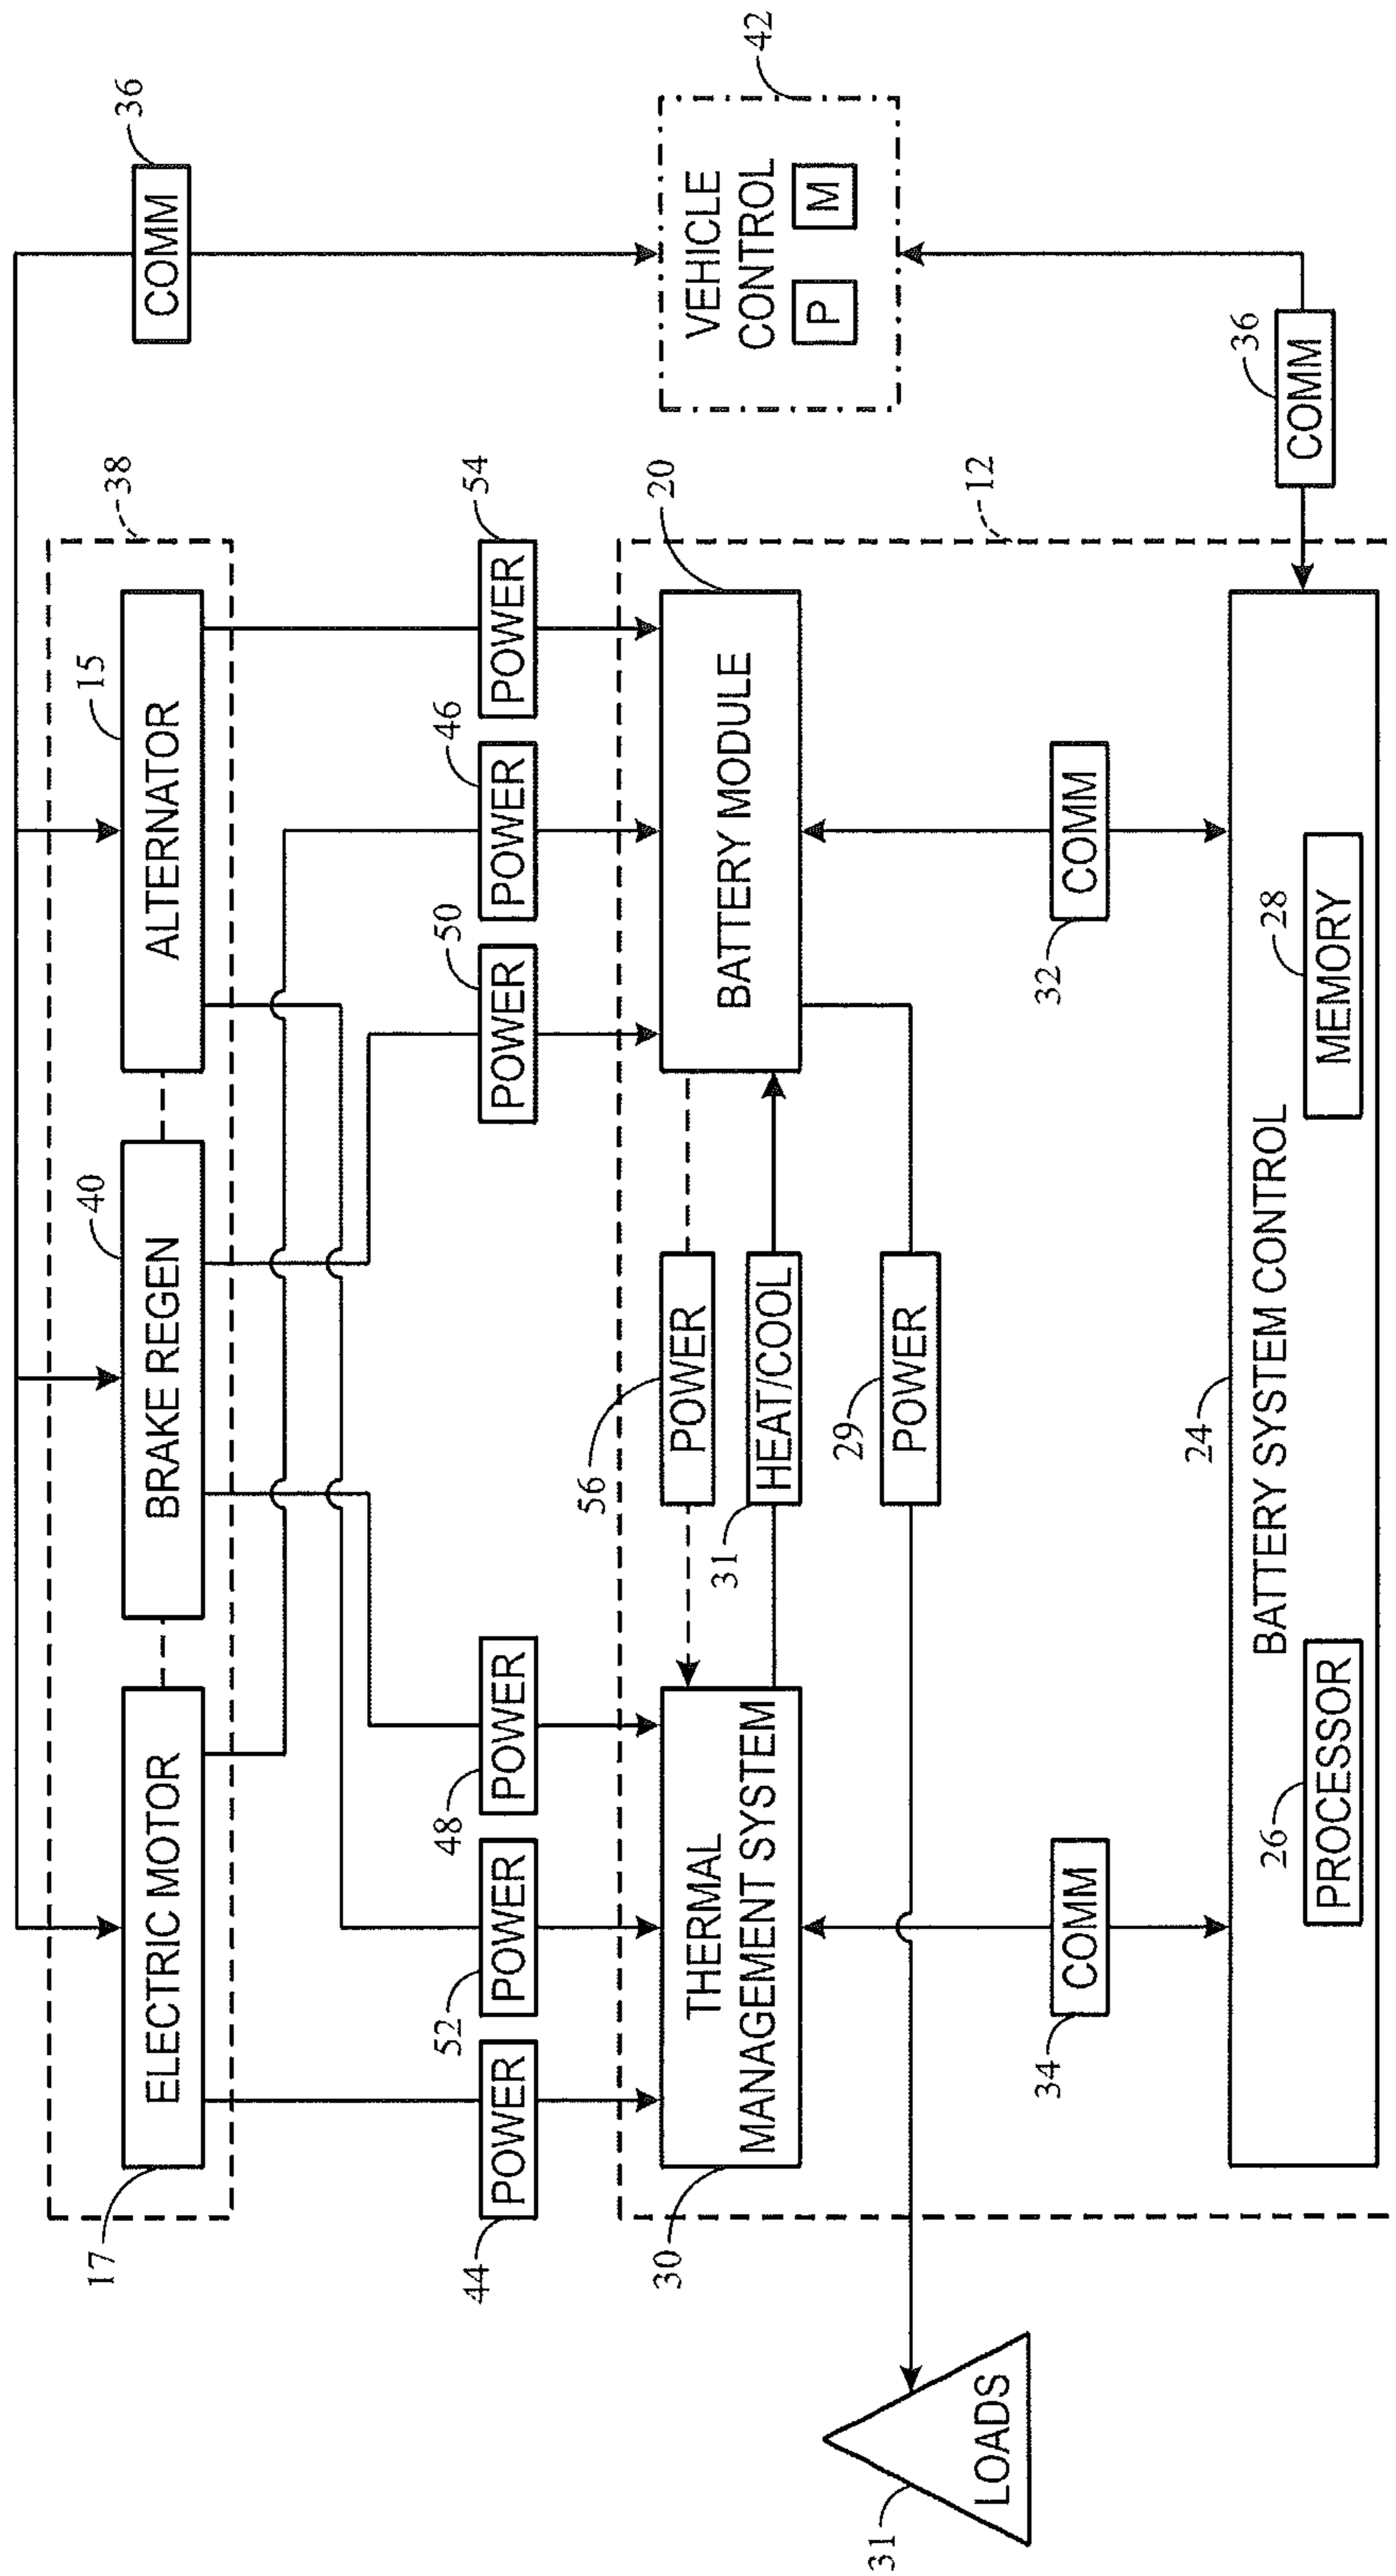 36
COMM
38
17
ELECTRIC MOTOR
40
BRAKE REGEN
15
ALTERNATOR
44
POWER
52
POWER
48
POWER
50
POWER
46
POWER
54
POWER
42
VEHICLE
CONTROL
P
M
12
30
THERMAL
MANAGEMENT SYSTEM
56
POWER
31
HEAT/COOL
29
POWER
20
BATTERY MODULE
31
LOADS
34
COMM
32
COMM
36
COMM
24
BATTERY SYSTEM CONTROL
26
PROCESSOR
28
MEMORY